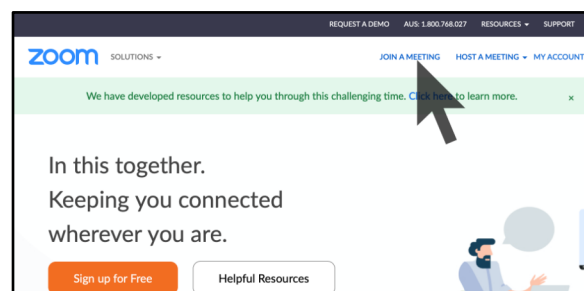 REQUEST A DEMO AUS: 1.800.768.027 RESOURCES SUPPORT
zoom SOLUTIONS JOIN A MEETING HOST A MEETING MY ACCOUNT
We have developed resources to help you through this challenging time. Click here to learn more. ×
In this together.
Keeping you connected
wherever you are.
Sign up for Free Helpful Resources